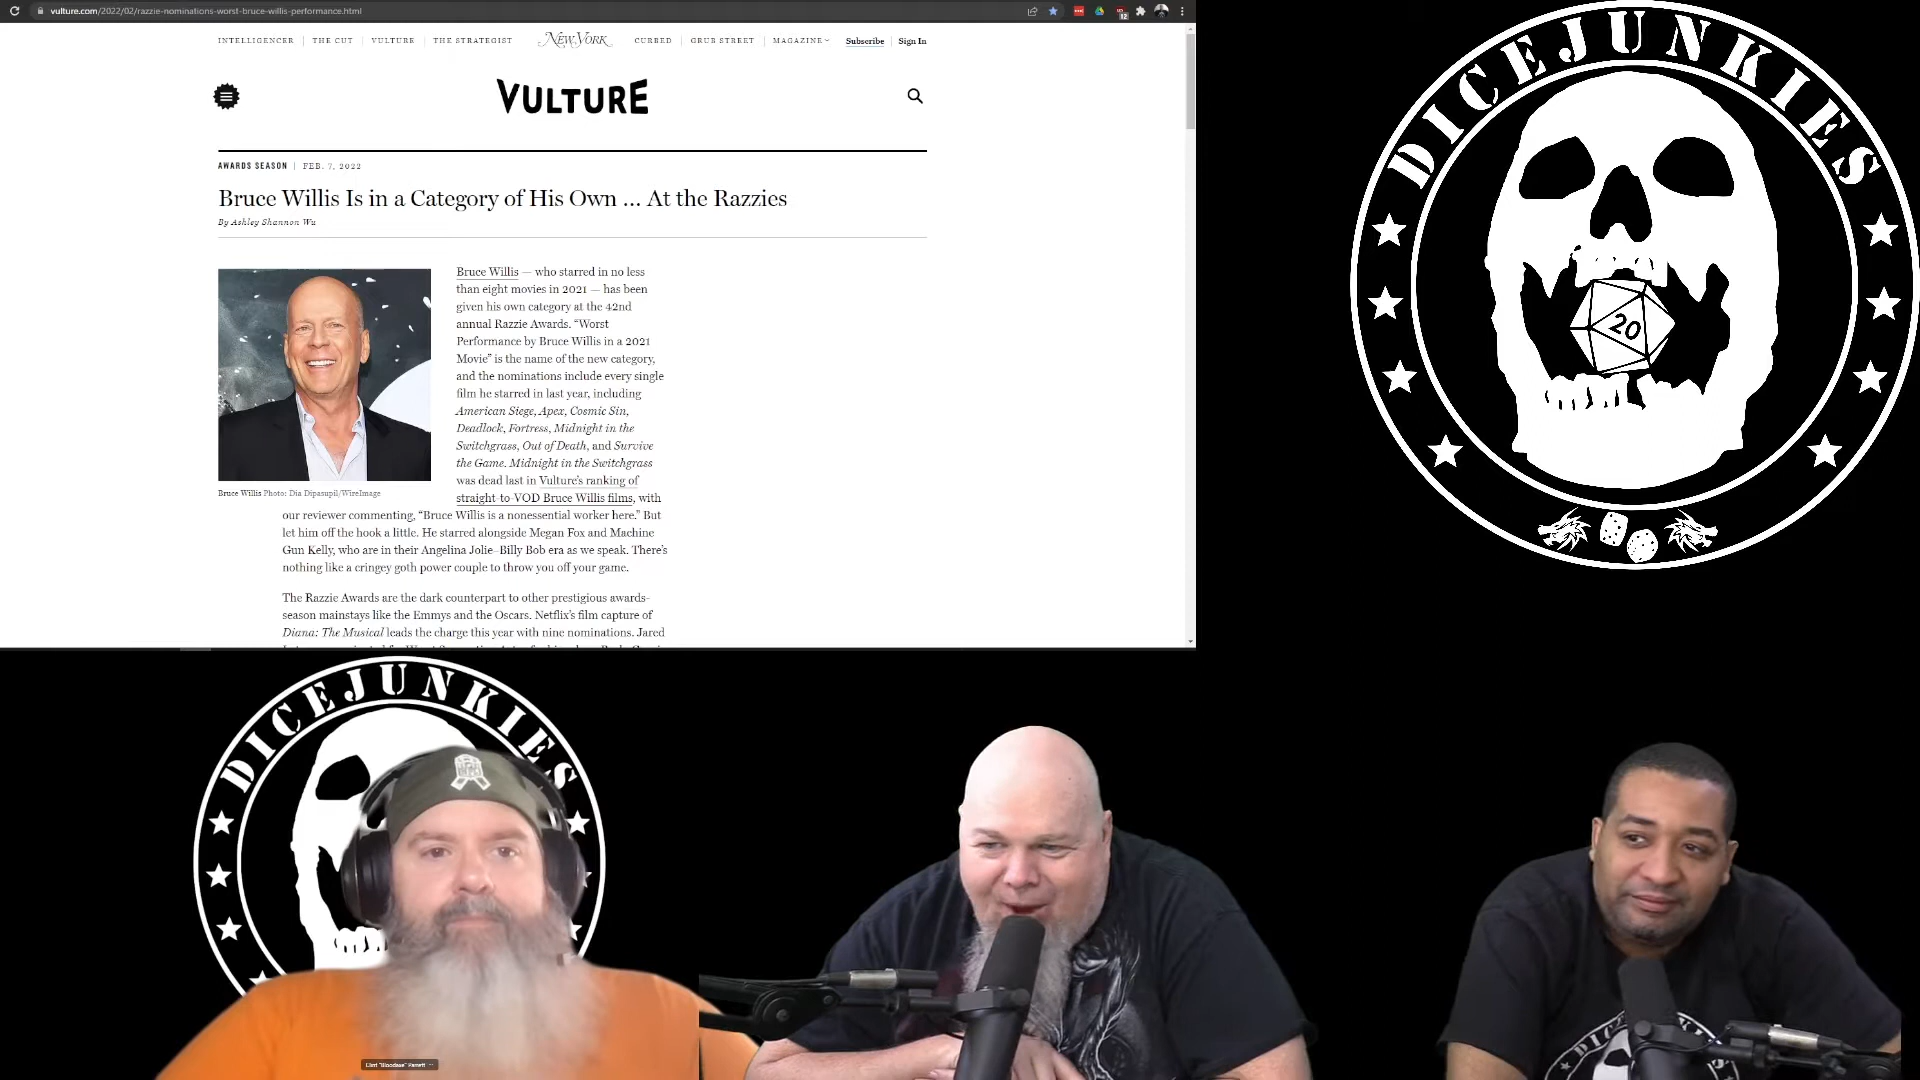 vulture.com/2022/02/razzie-nominations-worst-bruce-willis-performance.html
12
INTELLIGENCER THE CUT VULTURE THE STRATEGIST NEW YORK CURBED GRUB STREET MAGAZINE Subscribe Sign In
VULTURE
AWARDS SEASON | FEB. 7, 2022
Bruce Willis Is in a Category of His Own ... At the Razzies
By Ashley Shannon Wu
Bruce Willis Photo: Dia Dipasupil/WireImage
Bruce Willis — who starred in no less
than eight movies in 2021 — has been
given his own category at the 42nd
annual Razzie Awards. “Worst
Performance by Bruce Willis in a 2021
Movie” is the name of the new category,
and the nominations include every single
film he starred in last year, including
American Siege, Apex, Cosmic Sin,
Deadlock, Fortress, Midnight in the
Switchgrass, Out of Death, and Survive
the Game. Midnight in the Switchgrass
was dead last in Vulture’s ranking of
straight-to-VOD Bruce Willis films, with
our reviewer commenting, “Bruce Willis is a nonessential worker here.” But
let him off the hook a little. He starred alongside Megan Fox and Machine
Gun Kelly, who are in their Angelina Jolie–Billy Bob era as we speak. There’s
nothing like a cringey goth power couple to throw you off your game.
The Razzie Awards are the dark counterpart to other prestigious awards-
season mainstays like the Emmys and the Oscars. Netflix’s film capture of
Diana: The Musical leads the charge this year with nine nominations. Jared
DICEJUNKIES
20
DICEJUNKIES
Clint "Bloodaxe" Parrett
DICEJUNKIES